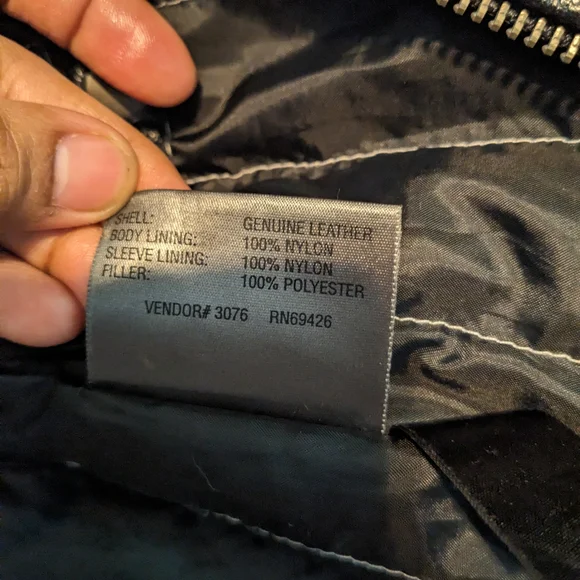 SHELL: GENUINE LEATHER
BODY LINING: 100% NYLON
SLEEVE LINING: 100% NYLON
FILLER: 100% POLYESTER
VENDOR# 3076 RN69426